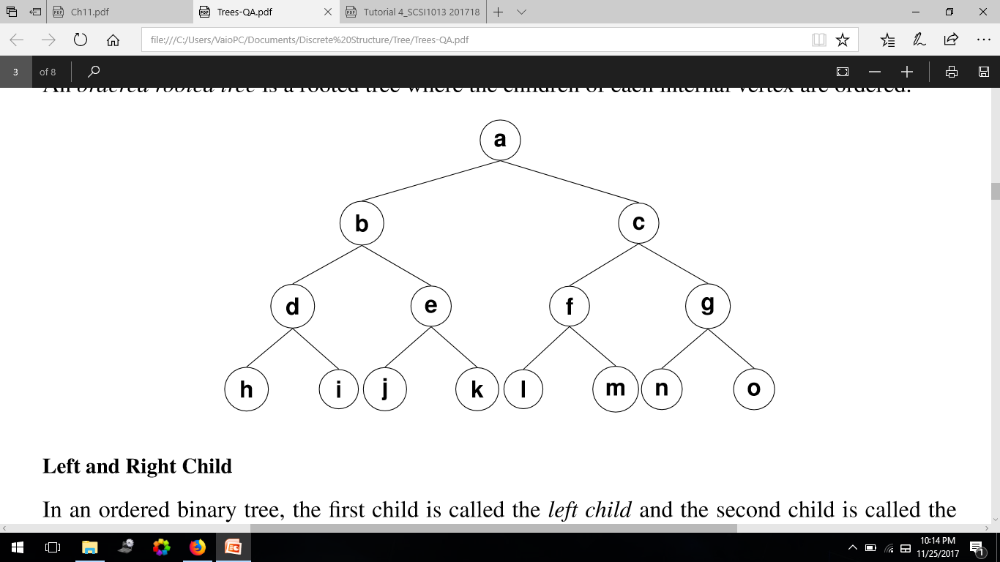 Ch11.pdf Trees-QA.pdf Tutorial 4_SCSI1013 201718
file:///C:/Users/VaioPC/Documents/Discrete%20Structure/Tree/Trees-QA.pdf
3 of 8
An ordered rooted tree is a rooted tree where the children of each internal vertex are ordered.
a
b c
d e f g
h i j k l m n o
Left and Right Child
In an ordered binary tree, the first child is called the left child and the second child is called the
10:14 PM
11/25/2017
1